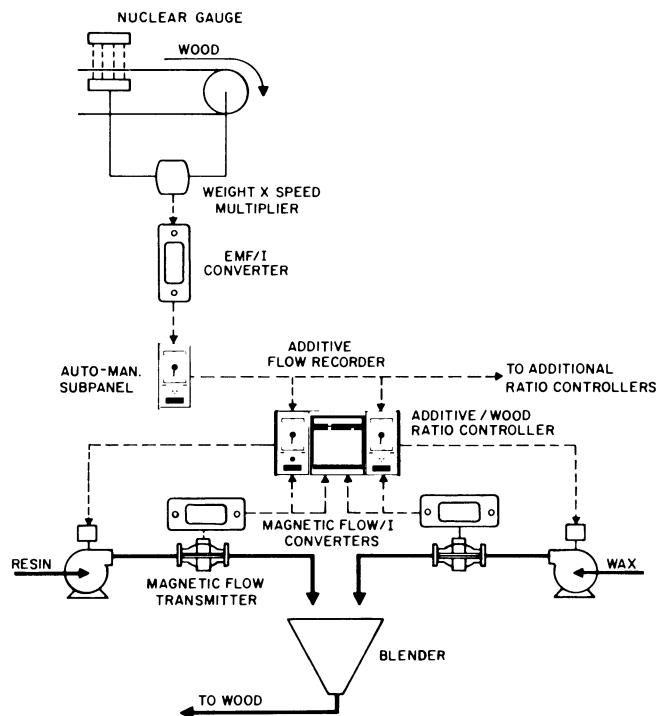 NUCLEAR GAUGE
WOOD
WEIGHT X SPEED
MULTIPLIER
EMF/I
CONVERTER
AUTO-MAN.
SUBPANEL
ADDITIVE
FLOW RECORDER
TO ADDITIONAL
RATIO CONTROLLERS
ADDITIVE / WOOD
RATIO CONTROLLER
MAGNETIC FLOW/I
CONVERTERS
RESIN
MAGNETIC FLOW
TRANSMITTER
WAX
BLENDER
TO WOOD